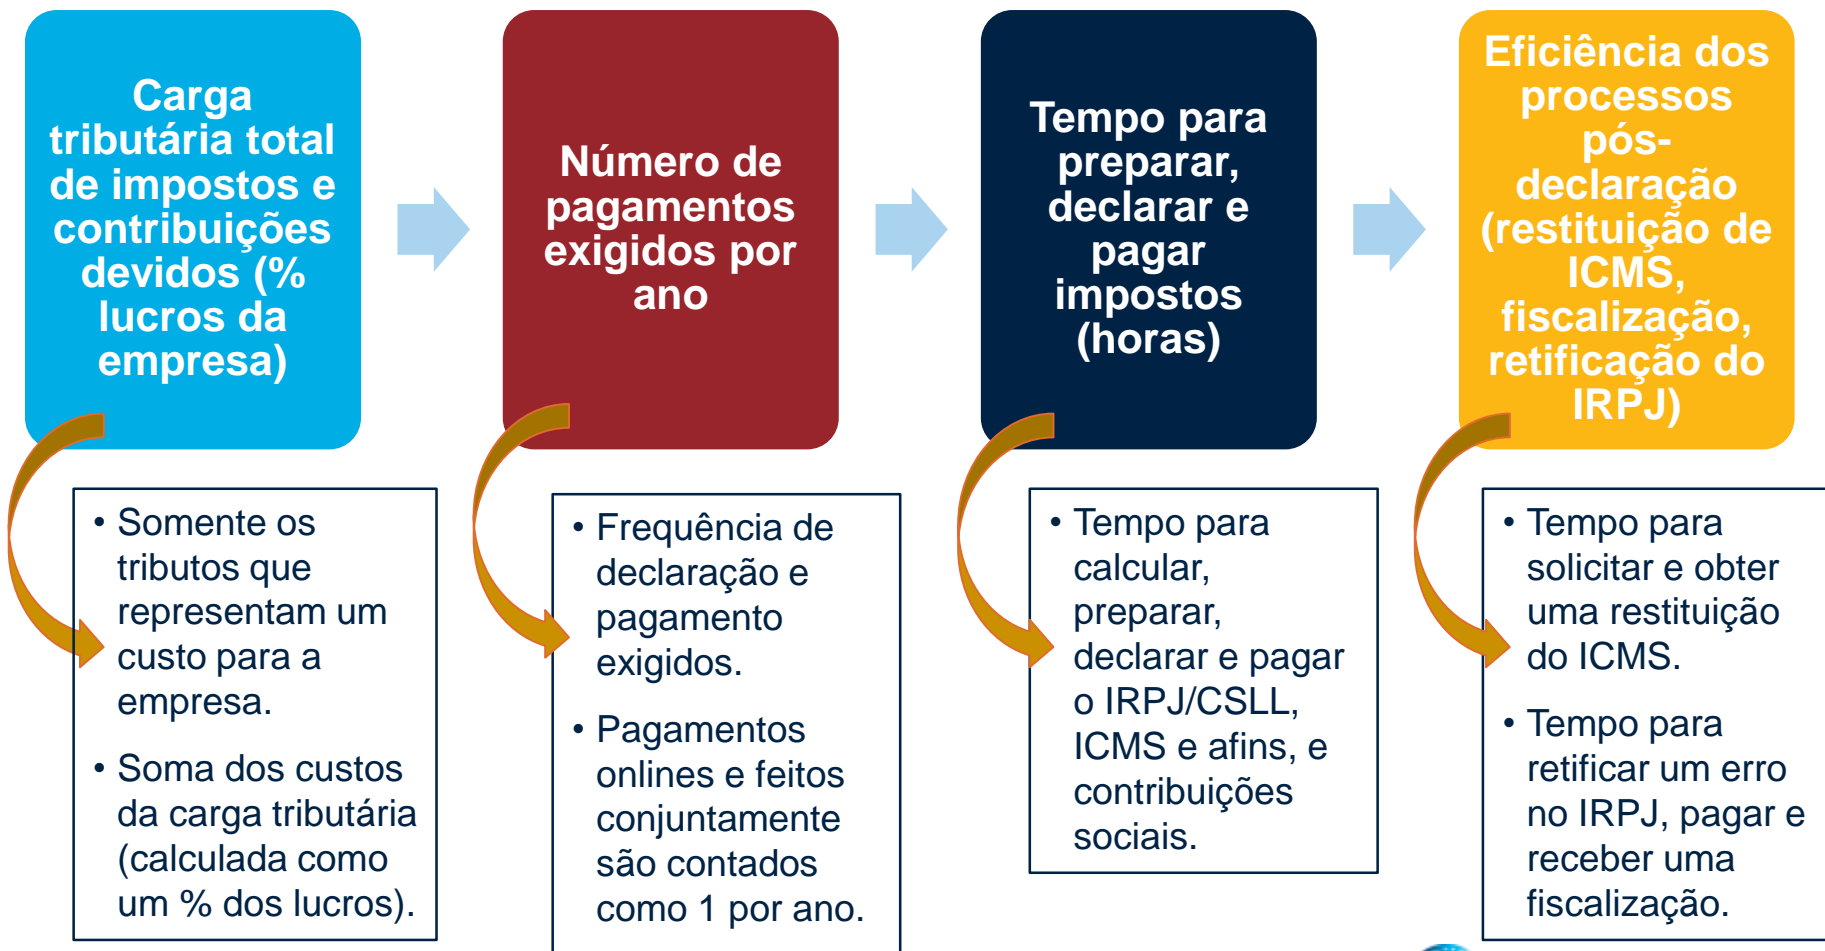 Carga
tributária total
de impostos e
contribuições
devidos (%
lucros da
empresa)
Número de
pagamentos
exigidos por
ano
Tempo para
preparar,
declarar e
pagar
impostos
(horas)
Eficiência dos
processos
pós-
declaração
(restituição de
ICMS,
fiscalização,
retificação do
IRPJ)
• Somente os
tributos que
representam um
custo para a
empresa.
• Soma dos custos
da carga tributária
(calculada como
um % dos lucros).
• Frequência de
declaração e
pagamento
exigidos.
• Pagamentos
onlines e feitos
conjuntamente
são contados
como 1 por ano.
• Tempo para
calcular,
preparar,
declarar e pagar
o IRPJ/CSLL,
ICMS e afins, e
contribuições
sociais.
• Tempo para
solicitar e obter
uma restituição
do ICMS.
• Tempo para
retificar um erro
no IRPJ, pagar e
receber uma
fiscalização.